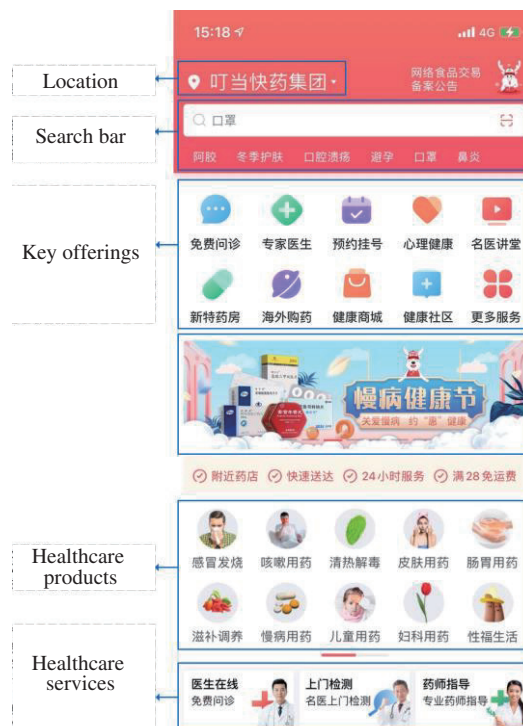 15:18
4G
Location
叮当快药集团
网络食品交易
备案公告
Search bar
口罩
阿胶 冬季护肤 口腔溃疡 避孕 口罩 鼻炎
Key offerings
免费问诊 专家医生 预约挂号 心理健康 名医讲堂
新特药房 海外购药 健康商城 健康社区 更多服务
慢病健康节
关爱慢病 约“惠”健康
附近药店 快速送达 24小时服务 满28免运费
Healthcare
products
感冒发烧 咳嗽用药 清热解毒 皮肤用药 肠胃用药
滋补调养 慢病用药 儿童用药 妇科用药 性福生活
Healthcare
services
医生在线 上门检测 药师指导
免费问诊 名医上门检测 专业药师指导